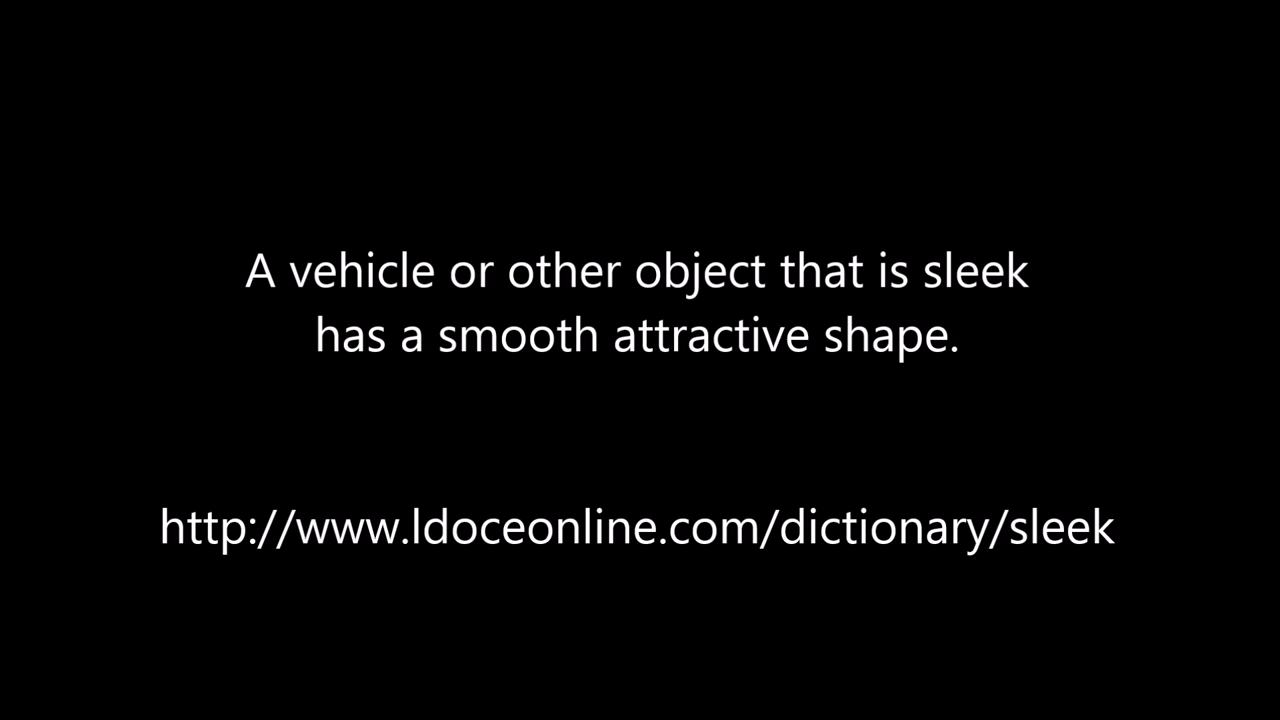 A vehicle or other object that is sleek
has a smooth attractive shape.
http://www.ldoceonline.com/dictionary/sleek